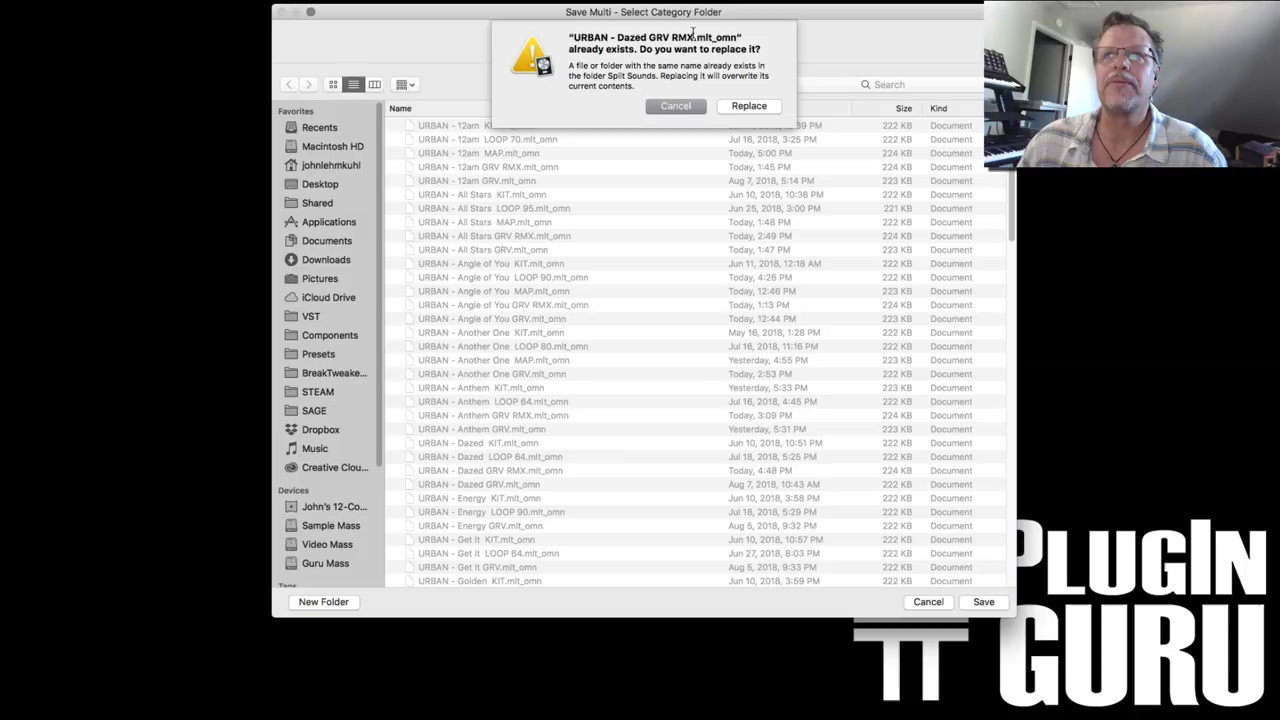 Save Multi - Select Category Folder
“URBAN - Dazed GRV RMX.mlt_omn”
already exists. Do you want to replace it?
A file or folder with the same name already exists in
the folder Split Sounds. Replacing it will overwrite its
current contents.
Cancel
Replace
Search
Favorites
Recents
Macintosh HD
johnlehmkuhl
Desktop
Shared
Applications
Documents
Downloads
Pictures
iCloud Drive
VST
Components
Presets
BreakTweake...
STEAM
SAGE
Dropbox
Music
Creative Clou...
Devices
John's 12-Co...
Sample Mass
Video Mass
Guru Mass
Tags
Name Size Kind
URBAN - 12am 222 KB Document
URBAN - 12am LOOP 70.mlt_omn Jul 16, 2018, 3:25 PM 222 KB Document
URBAN - 12am MAP.mlt_omn Today, 5:00 PM 224 KB Document
URBAN - 12am GRV RMX.mlt_omn Today, 1:45 PM 224 KB Document
URBAN - 12am GRV.mlt_omn Aug 7, 2018, 5:14 PM 223 KB Document
URBAN - All Stars KIT.mlt_omn Jun 10, 2018, 10:36 PM 222 KB Document
URBAN - All Stars LOOP 95.mlt_omn Jun 25, 2018, 3:00 PM 221 KB Document
URBAN - All Stars MAP.mlt_omn Today, 1:48 PM 222 KB Document
URBAN - All Stars GRV RMX.mlt_omn Today, 2:49 PM 224 KB Document
URBAN - All Stars GRV.mlt_omn Today, 1:47 PM 223 KB Document
URBAN - Angle of You KIT.mlt_omn Jun 11, 2018, 12:18 AM 222 KB Document
URBAN - Angle of You LOOP 90.mlt_omn Today, 4:26 PM 222 KB Document
URBAN - Angle of You MAP.mlt_omn Today, 12:46 PM 223 KB Document
URBAN - Angle of You GRV RMX.mlt_omn Today, 1:13 PM 224 KB Document
URBAN - Angle of You GRV.mlt_omn Today, 12:44 PM 223 KB Document
URBAN - Another One KIT.mlt_omn May 16, 2018, 1:28 PM 222 KB Document
URBAN - Another One LOOP 80.mlt_omn Jul 16, 2018, 11:16 PM 222 KB Document
URBAN - Another One MAP.mlt_omn Yesterday, 4:55 PM 222 KB Document
URBAN - Another One GRV.mlt_omn Today, 2:53 PM 223 KB Document
URBAN - Anthem KIT.mlt_omn Yesterday, 5:33 PM 223 KB Document
URBAN - Anthem LOOP 64.mlt_omn Jul 16, 2018, 4:45 PM 222 KB Document
URBAN - Anthem GRV RMX.mlt_omn Today, 3:09 PM 224 KB Document
URBAN - Anthem GRV.mlt_omn Yesterday, 5:31 PM 223 KB Document
URBAN - Dazed KIT.mlt_omn Jun 10, 2018, 10:51 PM 222 KB Document
URBAN - Dazed LOOP 64.mlt_omn Jul 18, 2018, 5:25 PM 222 KB Document
URBAN - Dazed GRV RMX.mlt_omn Today, 4:48 PM 224 KB Document
URBAN - Dazed GRV.mlt_omn Aug 7, 2018, 10:43 AM 222 KB Document
URBAN - Energy KIT.mlt_omn Jun 10, 2018, 3:58 PM 222 KB Document
URBAN - Energy LOOP 90.mlt_omn Jul 18, 2018, 5:29 PM 222 KB Document
URBAN - Energy GRV.mlt_omn Aug 5, 2018, 9:32 PM 223 KB Document
URBAN - Get It KIT.mlt_omn Jun 10, 2018, 10:57 PM 222 KB Document
URBAN - Get It LOOP 64.mlt_omn Jun 27, 2018, 8:03 PM 222 KB Document
URBAN - Get It GRV.mlt_omn Aug 5, 2018, 9:33 PM 223 KB Document
URBAN - Golden KIT.mlt_omn Jun 10, 2018, 3:59 PM 222 KB Document
New Folder
Cancel
Save
PLUGIN
GURU